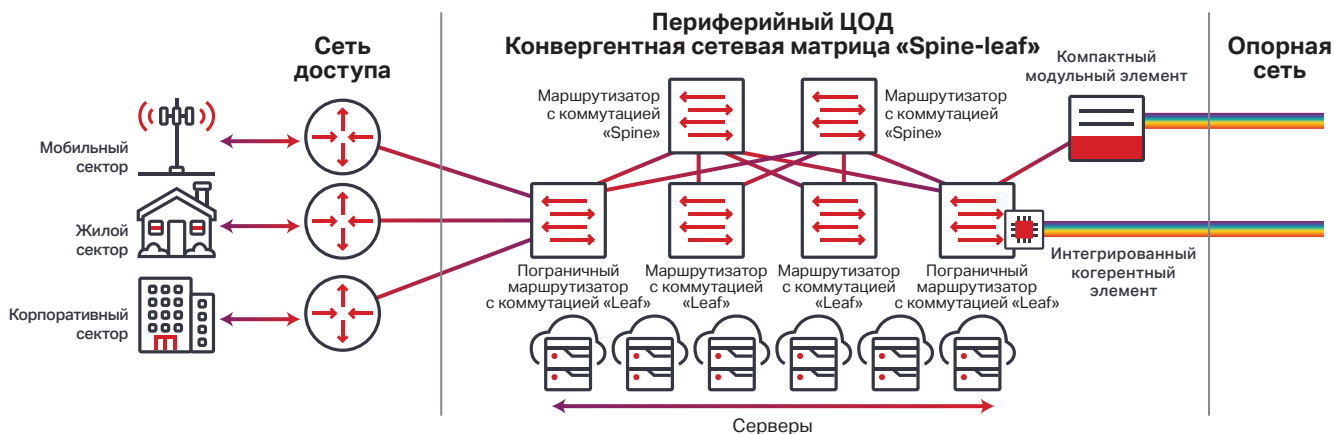 Периферийный ЦОД
Конвергентная сетевая матрица «Spine-leaf»
Сеть
доступа
Опорная
сеть
Компактный
модульный элемент
Маршрутизатор
с коммутацией
«Spine»
Маршрутизатор
с коммутацией
«Spine»
Мобильный
сектор
Жилой
сектор
Корпоративный
сектор
Интегрированный
когерентный
элемент
Пограничный
маршрутизатор
с коммутацией «Leaf»
Маршрутизатор
с коммутацией
«Leaf»
Маршрутизатор
с коммутацией
«Leaf»
Пограничный
маршрутизатор
с коммутацией «Leaf»
Серверы